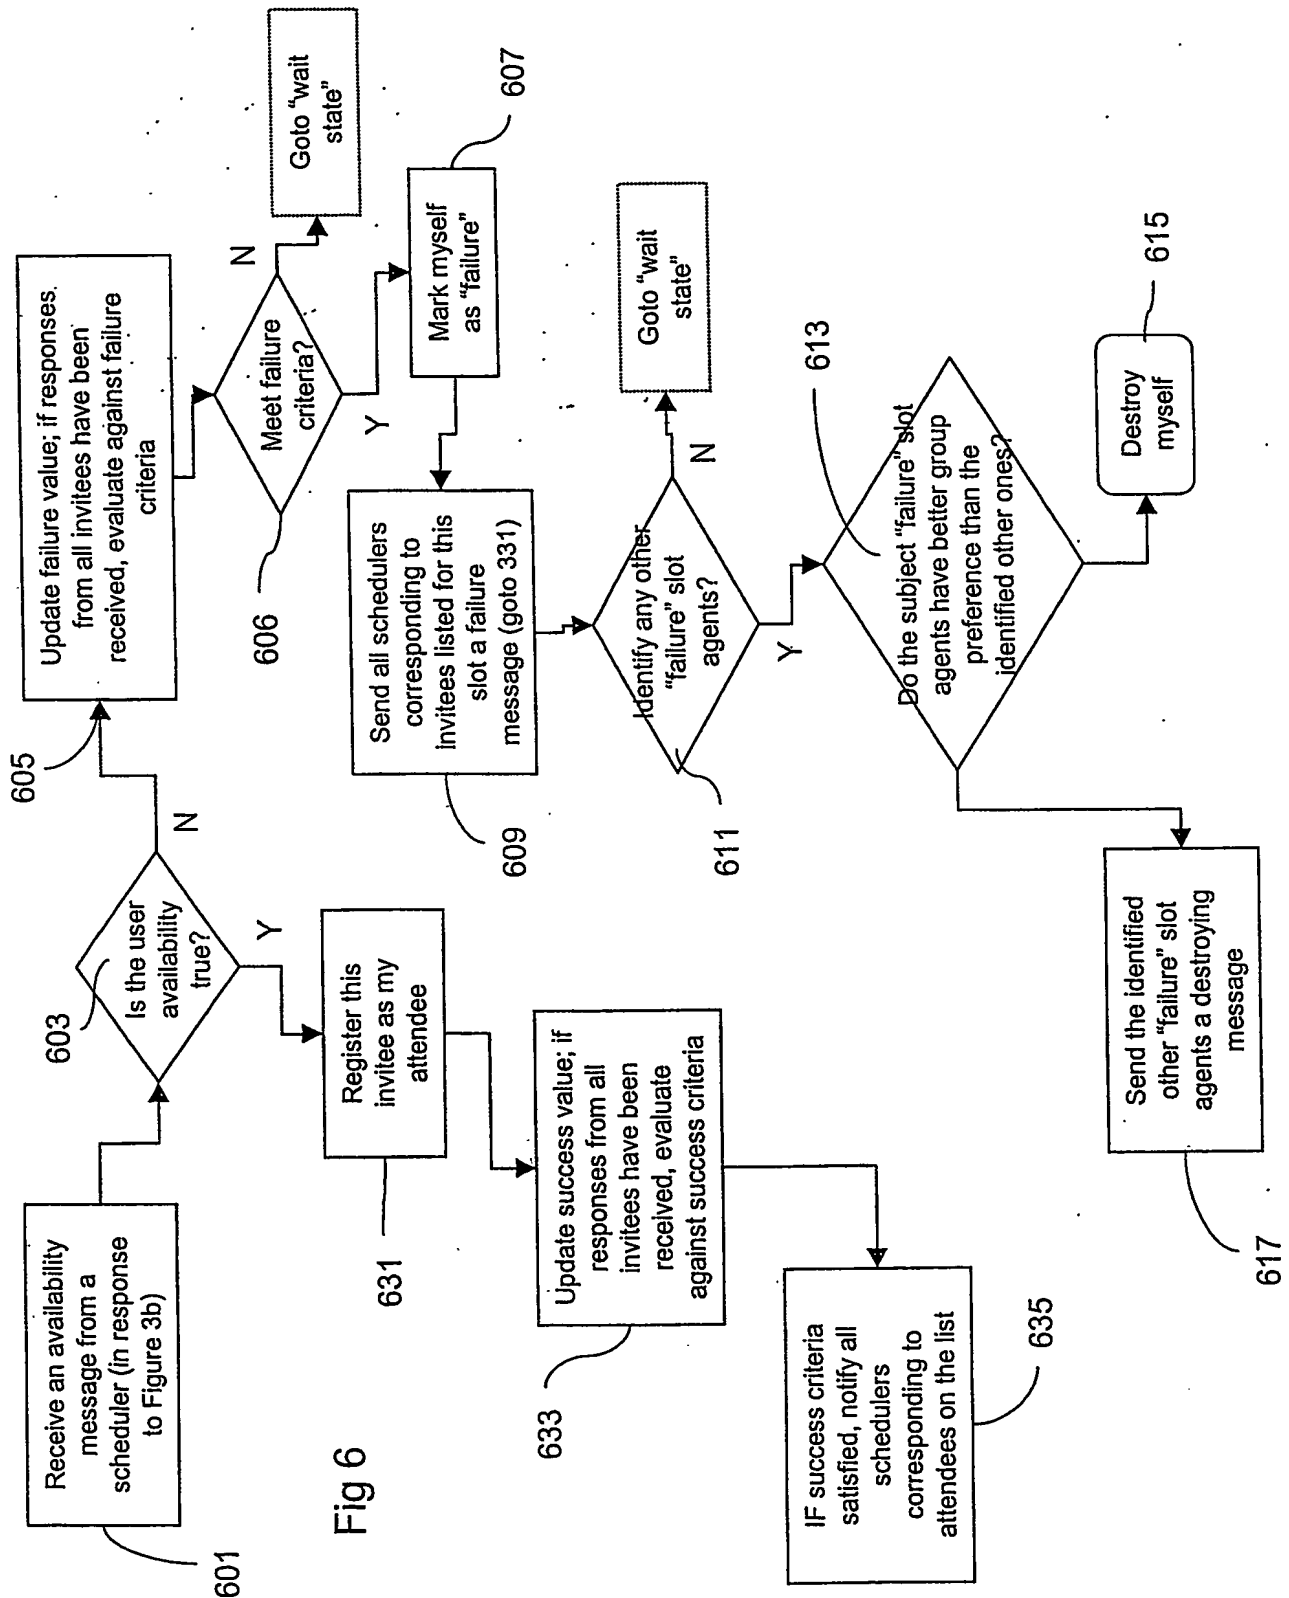 Receive an availability
message from a
scheduler (in response
to Figure 3b)
601
Is the user
availability
true?
603
N
Y
605
Update failure value; if responses.
from all invitees have been
received, evaluate against failure
criteria
Meet failure
criteria?
606
N
Goto “wait
state”
Y
Mark myself
as “failure”
607
Send all schedulers
corresponding to
invitees listed for this
slot a failure
message (goto 331)
609
Identify any other
“failure” slot
agents?
611
N
Goto “wait
state”
Y
Do the subject “failure” slot
agents have better group
preference than the
identified other ones?
613
Destroy
myself
615
Send the identified
other “failure” slot
agents a destroying
message
617
Register this
invitee as my
attendee
631
Update success value; if
responses from all
invitees have been
received, evaluate
against success criteria
633
IF success criteria
satisfied, notify all
schedulers
corresponding to
attendees on the list
635
Fig 6